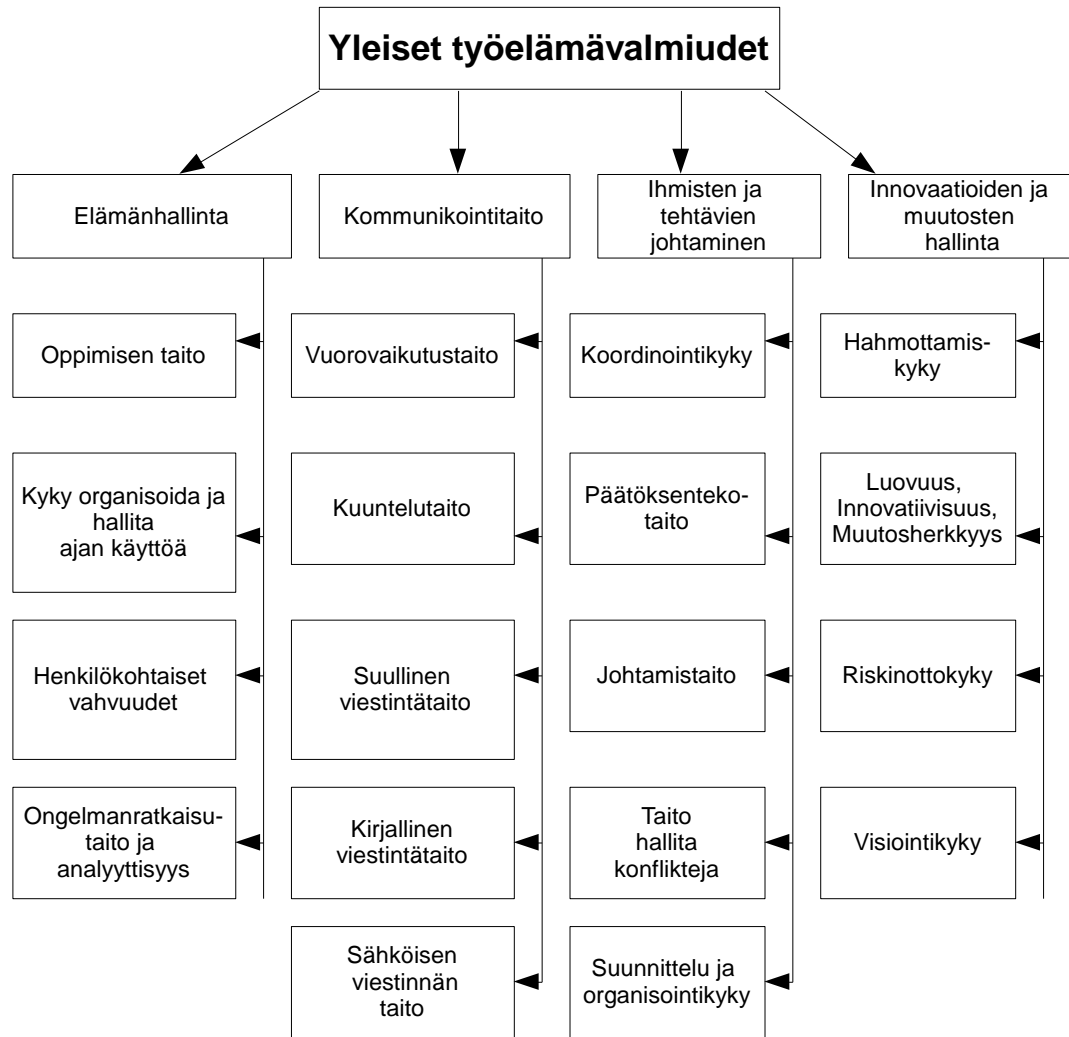 Yleiset työelämävalmiudet
Elämänhallinta
Kommunikointitaito
Ihmisten ja
tehtävien
johtaminen
Innovaatioiden ja
muutosten
hallinta
Oppimisen taito
Vuorovaikutustaito
Koordinointikyky
Hahmottamis-
kyky
Kyky organisoida ja
hallita
ajan käyttöä
Kuuntelutaito
Päätöksenteko-
taito
Luovuus,
Innovatiivisuus,
Muutosherkkyys
Henkilökohtaiset
vahvuudet
Suullinen
viestintätaito
Johtamistaito
Riskinottokyky
Ongelmanratkaisu-
taito ja
analyyttisyys
Kirjallinen
viestintätaito
Taito
hallita
konflikteja
Visiointikyky
Sähköisen
viestinnän
taito
Suunnittelu ja
organisointikyky